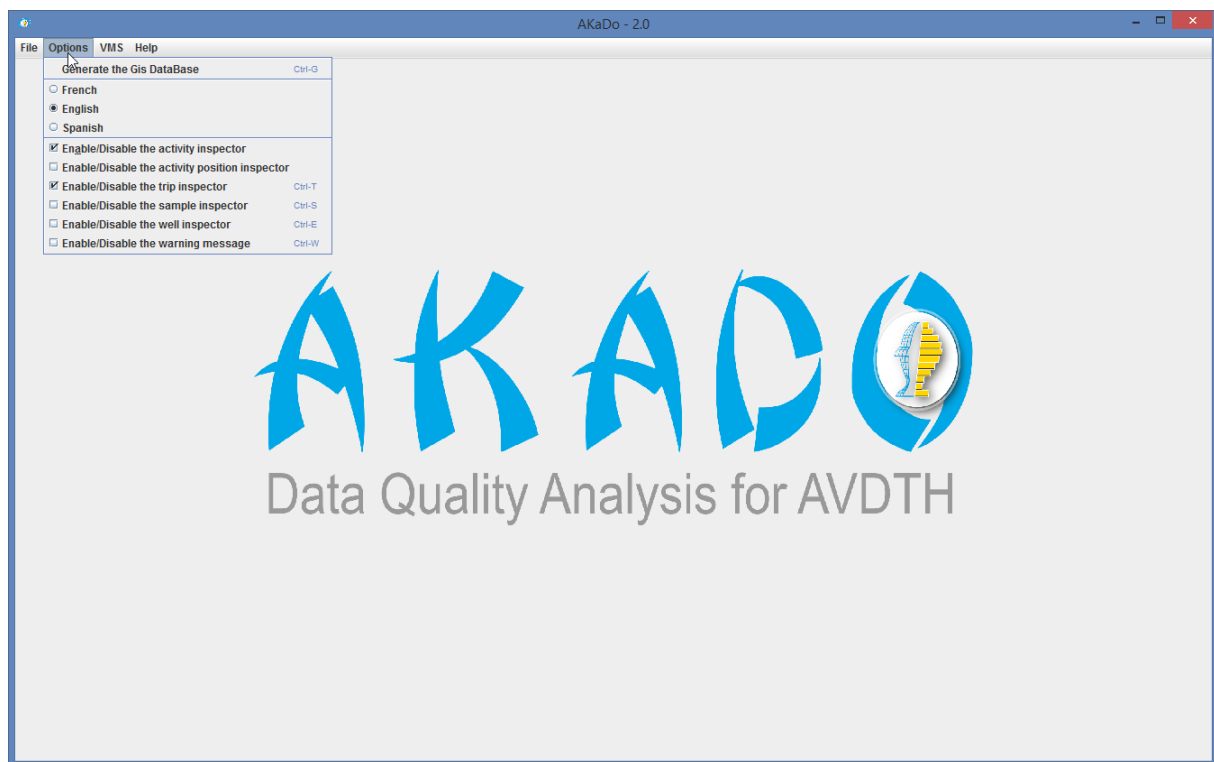 AKaDo - 2.0
File Options VMS Help
Generate the Gis DataBase Ctrl-G
French
English
Spanish
Enable/Disable the activity inspector
Enable/Disable the activity position inspector
Enable/Disable the trip inspector Ctrl-T
Enable/Disable the sample inspector Ctrl-S
Enable/Disable the well inspector Ctrl-E
Enable/Disable the warning message Ctrl-W
AKADO
Data Quality Analysis for AVDTH